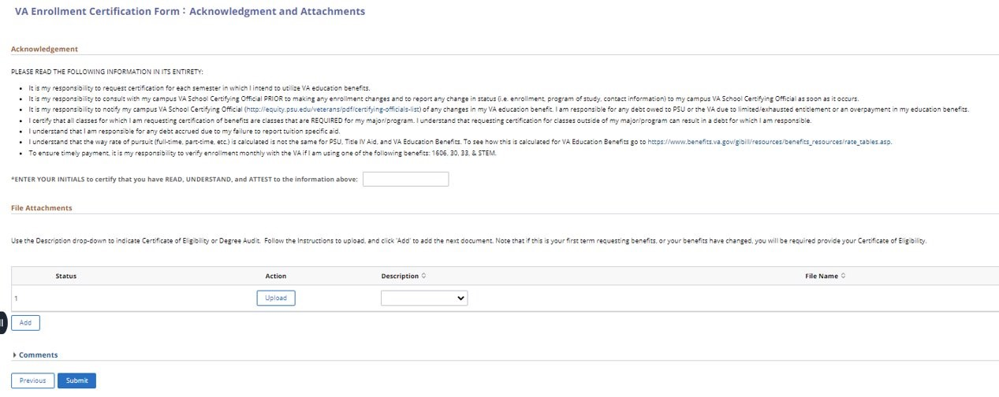 VA Enrollment Certification Form : Acknowledgment and Attachments
Acknowledgement
PLEASE READ THE FOLLOWING INFORMATION IN ITS ENTIRETY:
• It is my responsibility to request certification for each semester in which I intend to utilize VA education benefits.
• It is my responsibility to consult with my campus VA School Certifying Official PRIOR to making any enrollment changes and to report any change in status (i.e. enrollment, program of study, contact information) to my campus VA School Certifying Official as soon as it occurs.
• It is my responsibility to notify my campus VA School Certifying Official (http://equity.psu.edu/veterans/pdf/certifying-officials-list) of any changes in my VA education benefit. I am responsible for any debt owed to PSU or the VA due to limited/exhausted entitlement or an overpayment in my education benefits.
• I certify that all classes for which I am requesting certification of benefits are classes that are REQUIRED for my major/program. I understand that requesting certification for classes outside of my major/program can result in a debt for which I am responsible.
• I understand that I am responsible for any debt accrued due to my failure to report tuition specific aid.
• I understand that the way rate of pursuit (full-time, part-time, etc.) is calculated is not the same for PSU, Title IV Aid, and VA Education Benefits. To see how this is calculated for VA Education Benefits go to https://www.benefits.va.gov/gibill/resources/benefits_resources/rate_tables.asp.
• To ensure timely payment, it is my responsibility to verify enrollment monthly with the VA if I am using one of the following benefits: 1606, 30, 33, & STEM.
*ENTER YOUR INITIALS to certify that you have READ, UNDERSTAND, and ATTEST to the information above:
File Attachments
Use the Description drop-down to indicate Certificate of Eligibility or Degree Audit. Follow the Instructions to upload, and click 'Add' to add the next document. Note that if this is your first term requesting benefits, or your benefits have changed, you will be required provide your Certificate of Eligibility.
Status Action Description File Name
1 Upload
Add
Comments
Previous Submit